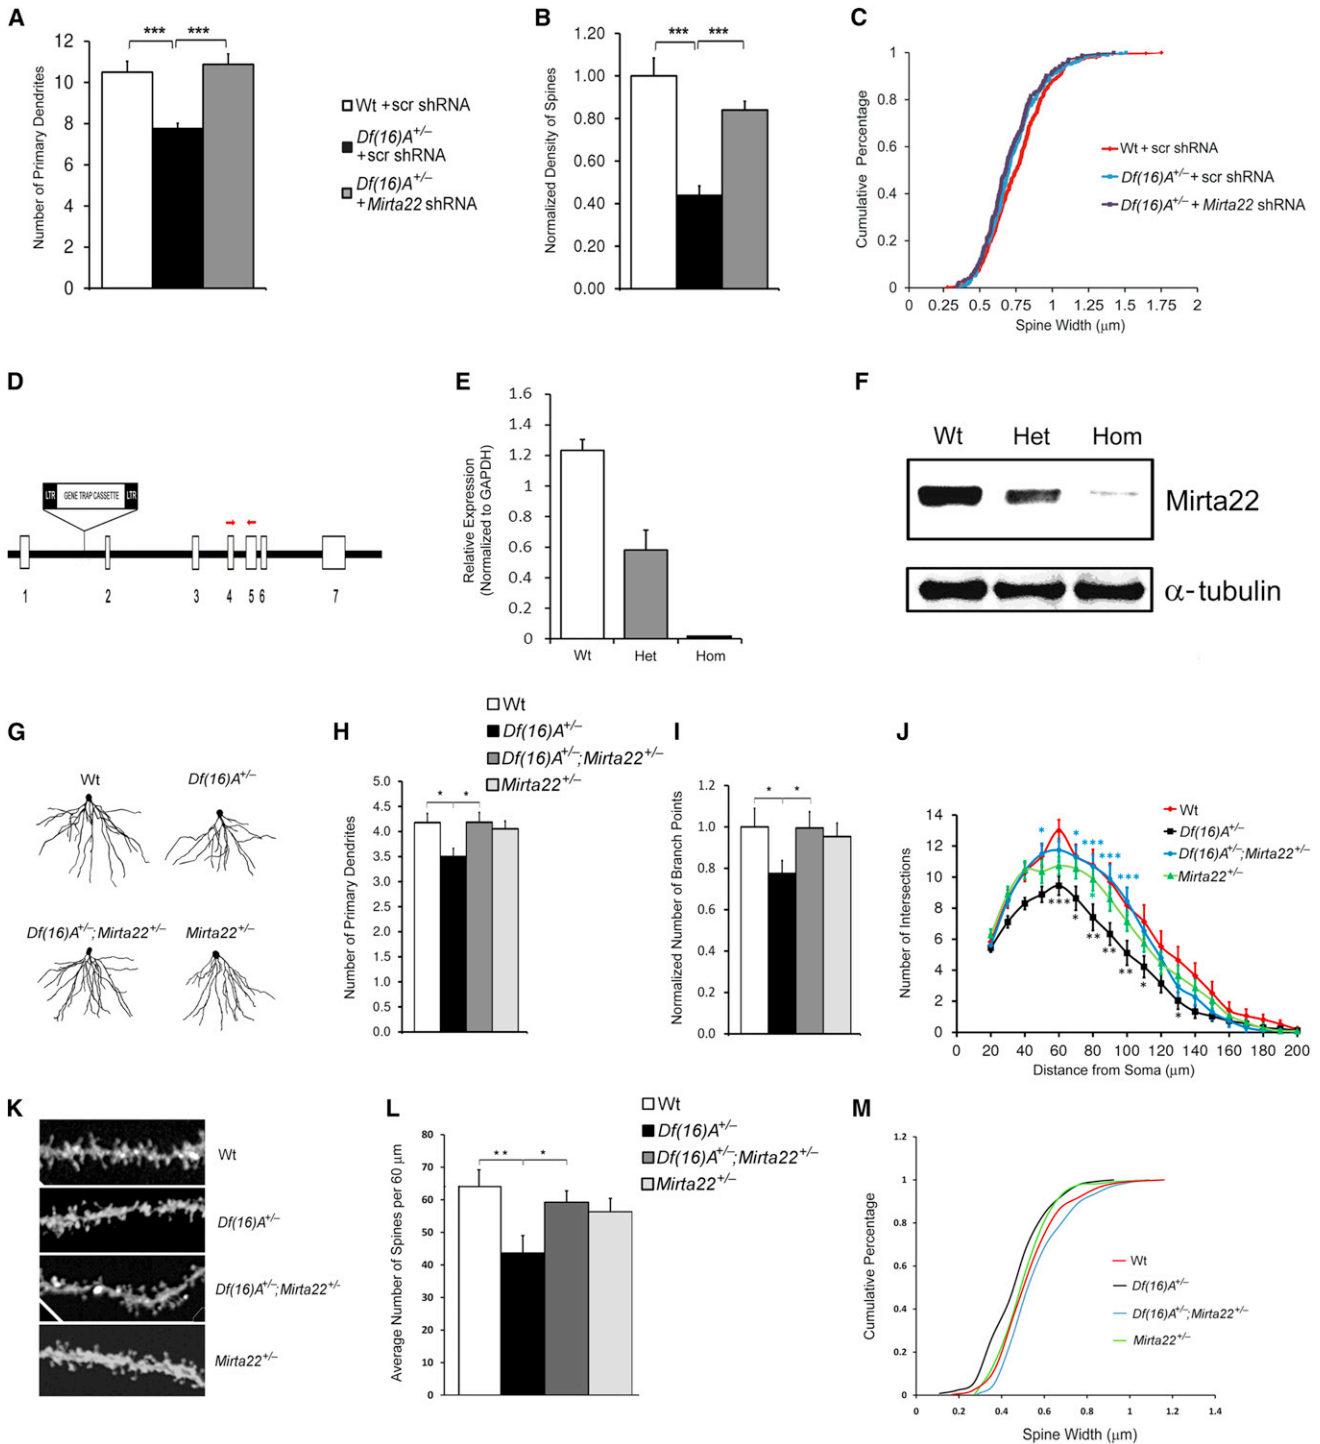 A
***
***
12
10
8
6
4
2
0
Number of Primary Dendrites
Wt +scr shRNA
Df(16)A+/–
+scr shRNA
Df(16)A+/–
+Mirta22 shRNA
B
***
***
1.20
1.00
0.80
0.60
0.40
0.20
0.00
Normalized Density of Spines
C
1
0.8
0.6
0.4
0.2
0
Cumulative Percentage
0 0.25 0.5 0.75 1 1.25 1.5 1.75 2
Spine Width (μm)
Wt + scr shRNA
Df(16)A+/– + scr shRNA
Df(16)A+/– + Mirta22 shRNA
D
LTR GENE TRAP CASSETTE LTR
1 2 3 4 5 6 7
E
1.6
1.4
1.2
1
0.8
0.6
0.4
0.2
0
Relative Expression
(Normalized to GAPDH)
Wt Het Hom
F
Wt Het Hom
Mirta22
α-tubulin
G
Wt
Df(16)A+/–
Df(16)A+/–;Mirta22+/–
Mirta22+/–
H
Wt
Df(16)A+/–
Df(16)A+/–;Mirta22+/–
Mirta22+/–
* *
5.0
4.5
4.0
3.5
3.0
2.5
2.0
1.5
1.0
0.5
0.0
Number of Primary Dendrites
I
* *
1.2
1.0
0.8
0.6
0.4
0.2
0.0
Normalized Number of Branch Points
J
14
12
10
8
6
4
2
0
Number of Intersections
0 20 40 60 80 100 120 140 160 180 200
Distance from Soma (μm)
Wt
Df(16)A+/–
Df(16)A+/–;Mirta22+/–
Mirta22+/–
* * *** *** ***
*
*** * ** ** ** * *
K
Wt
Df(16)A+/–
Df(16)A+/–;Mirta22+/–
Mirta22+/–
L
Wt
Df(16)A+/–
Df(16)A+/–;Mirta22+/–
Mirta22+/–
** *
80
70
60
50
40
30
20
10
0
Average Number of Spines per 60 μm
M
1.2
1
0.8
0.6
0.4
0.2
0
Cumulative Percentage
0 0.2 0.4 0.6 0.8 1 1.2 1.4
Spine Width (μm)
Wt
Df(16)A+/–
Df(16)A+/–;Mirta22+/–
Mirta22+/–